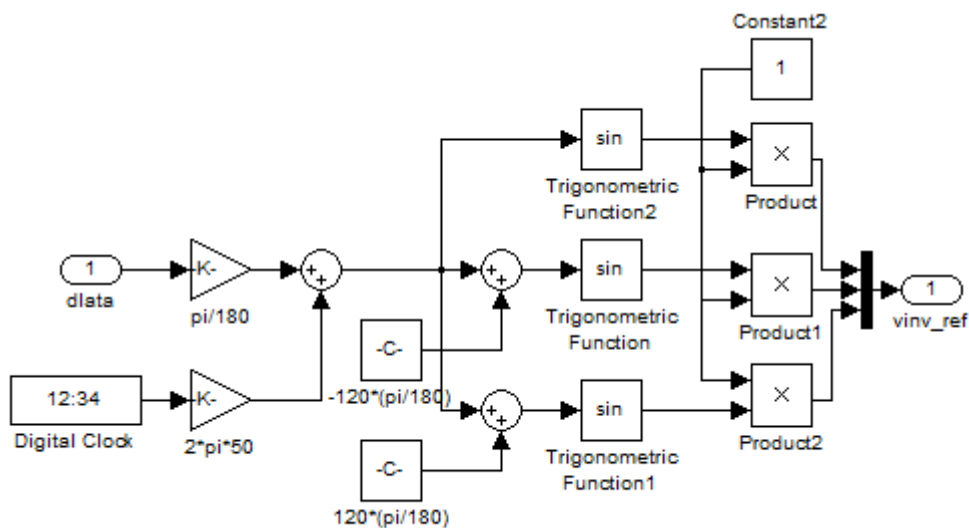 Constant2
1
sin
×
Trigonometric
Function2
Product
1
dlata
-K-
pi/180
+
+
+
+
sin
Trigonometric
Function
×
Product1
1
vinv_ref
-C-
-120*(pi/180)
12:34
Digital Clock
-K-
2*pi*50
+
+
sin
Trigonometric
Function1
×
Product2
-C-
120*(pi/180)